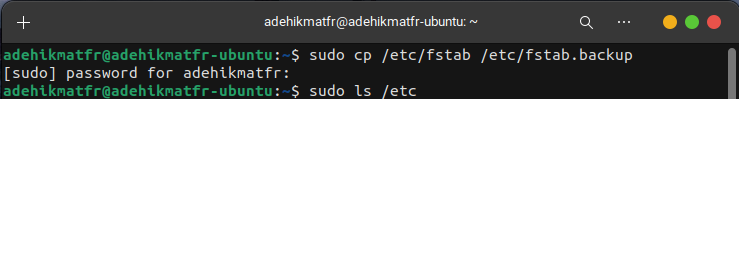 adehikmatfr@adehikmatfr-ubuntu: ~
adehikmatfr@adehikmatfr-ubuntu:~$ sudo cp /etc/fstab /etc/fstab.backup
[sudo] password for adehikmatfr:
adehikmatfr@adehikmatfr-ubuntu:~$ sudo ls /etc